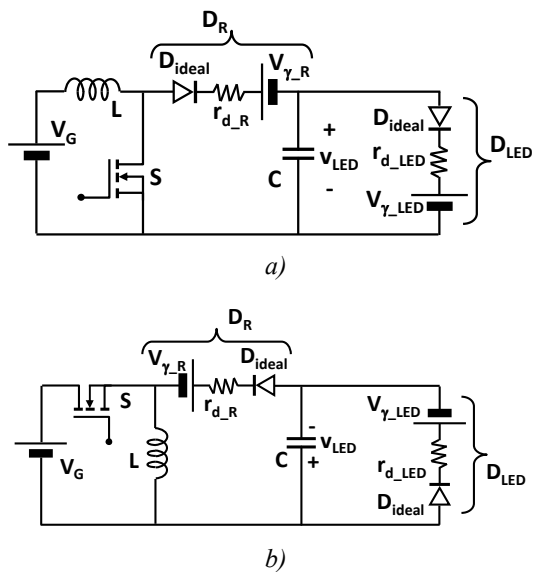 D_R
D_ideal
V_γ_R
L
r_d_R
V_G
S
C
+
v_LED
-
D_ideal
r_d_LED
V_γ_LED
D_LED
a)
D_R
V_γ_R
D_ideal
S
r_d_R
V_G
L
C
-
v_LED
+
V_γ_LED
r_d_LED
D_ideal
D_LED
b)